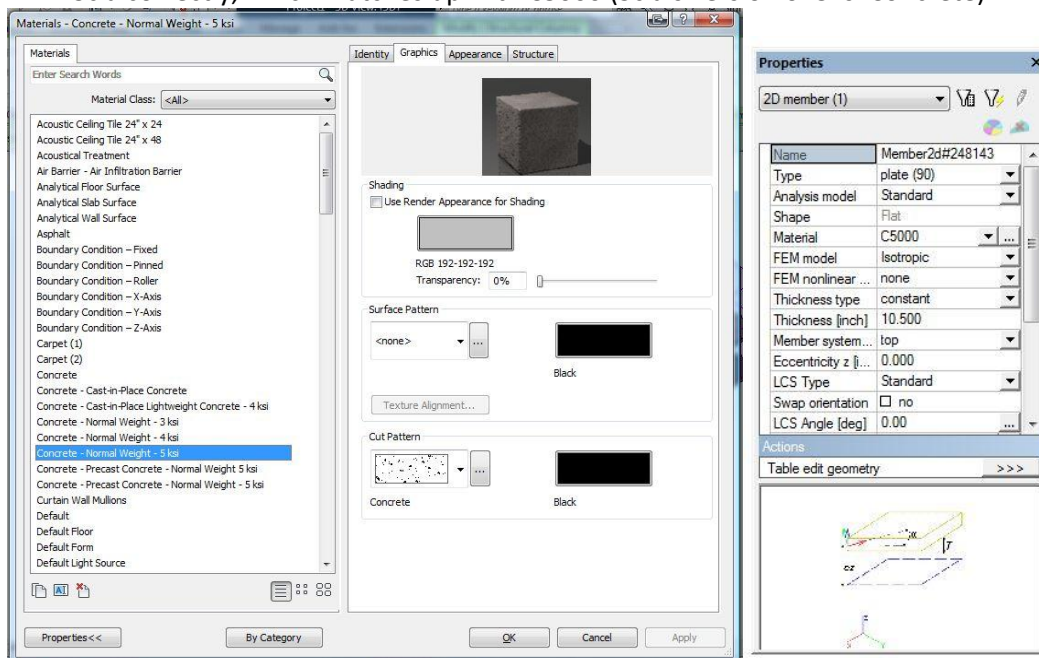 Materials - Concrete - Normal Weight - 5 ksi
Materials
Enter Search Words
Material Class: <All>
Acoustic Ceiling Tile 24" x 24
Acoustic Ceiling Tile 24" x 48
Acoustical Treatment
Air Barrier - Air Infiltration Barrier
Analytical Floor Surface
Analytical Slab Surface
Analytical Wall Surface
Asphalt
Boundary Condition – Fixed
Boundary Condition – Pinned
Boundary Condition – Roller
Boundary Condition – X-Axis
Boundary Condition – Y-Axis
Boundary Condition – Z-Axis
Carpet (1)
Carpet (2)
Concrete
Concrete - Cast-in-Place Concrete
Concrete - Cast-in-Place Lightweight Concrete - 4 ksi
Concrete - Normal Weight - 3 ksi
Concrete - Normal Weight - 4 ksi
Concrete - Normal Weight - 5 ksi
Concrete - Precast Concrete - Normal Weight 5 ksi
Concrete - Precast Concrete - Normal Weight - 5 ksi
Curtain Wall Mullions
Default
Default Floor
Default Form
Default Light Source
Properties<<
By Category
Identity Graphics Appearance Structure
Shading
Use Render Appearance for Shading
RGB 192-192-192
Transparency: 0%
Surface Pattern
<none> ...
Black
Texture Alignment...
Cut Pattern
...
Concrete Black
OK Cancel Apply
Properties
2D member (1)
Name Member2d#248143
Type plate (90)
Analysis model Standard
Shape Flat
Material C5000 ...
FEM model Isotropic
FEM nonlinear ... none
Thickness type constant
Thickness [inch] 10.500
Member system... top
Eccentricity z [i... 0.000
LCS Type Standard
Swap orientation no
LCS Angle [deg] 0.00 ...
Actions
Table edit geometry >>>
T